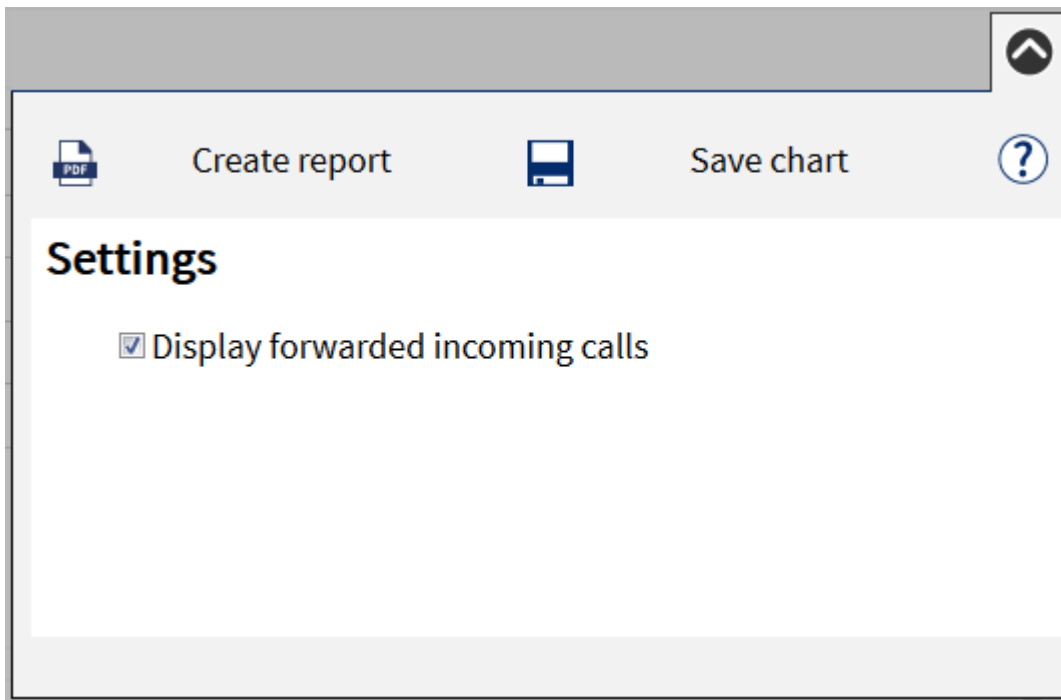 PDF
Create report
Save chart
?
Settings
Display forwarded incoming calls